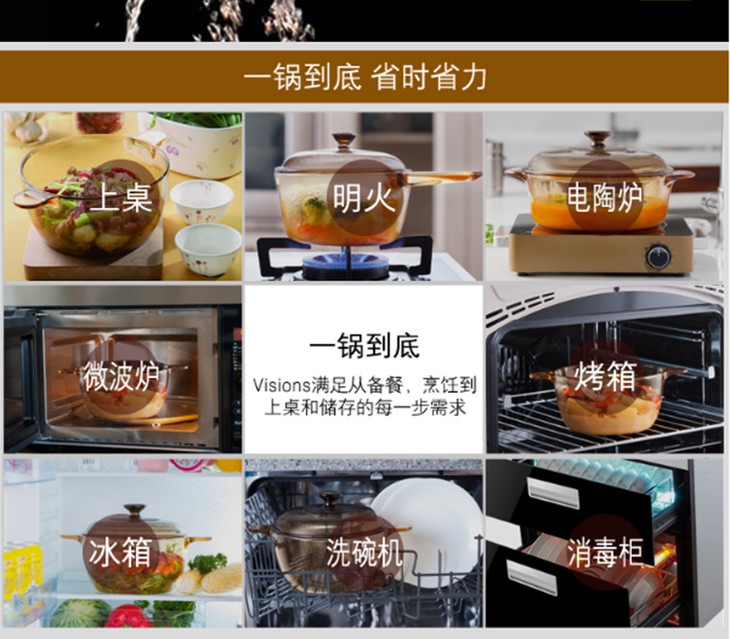 一锅到底 省时省力
上桌
明火
电陶炉
微波炉
一锅到底
Visions满足从备餐，烹饪到
上桌和储存的每一步需求
烤箱
冰箱
洗碗机
消毒柜